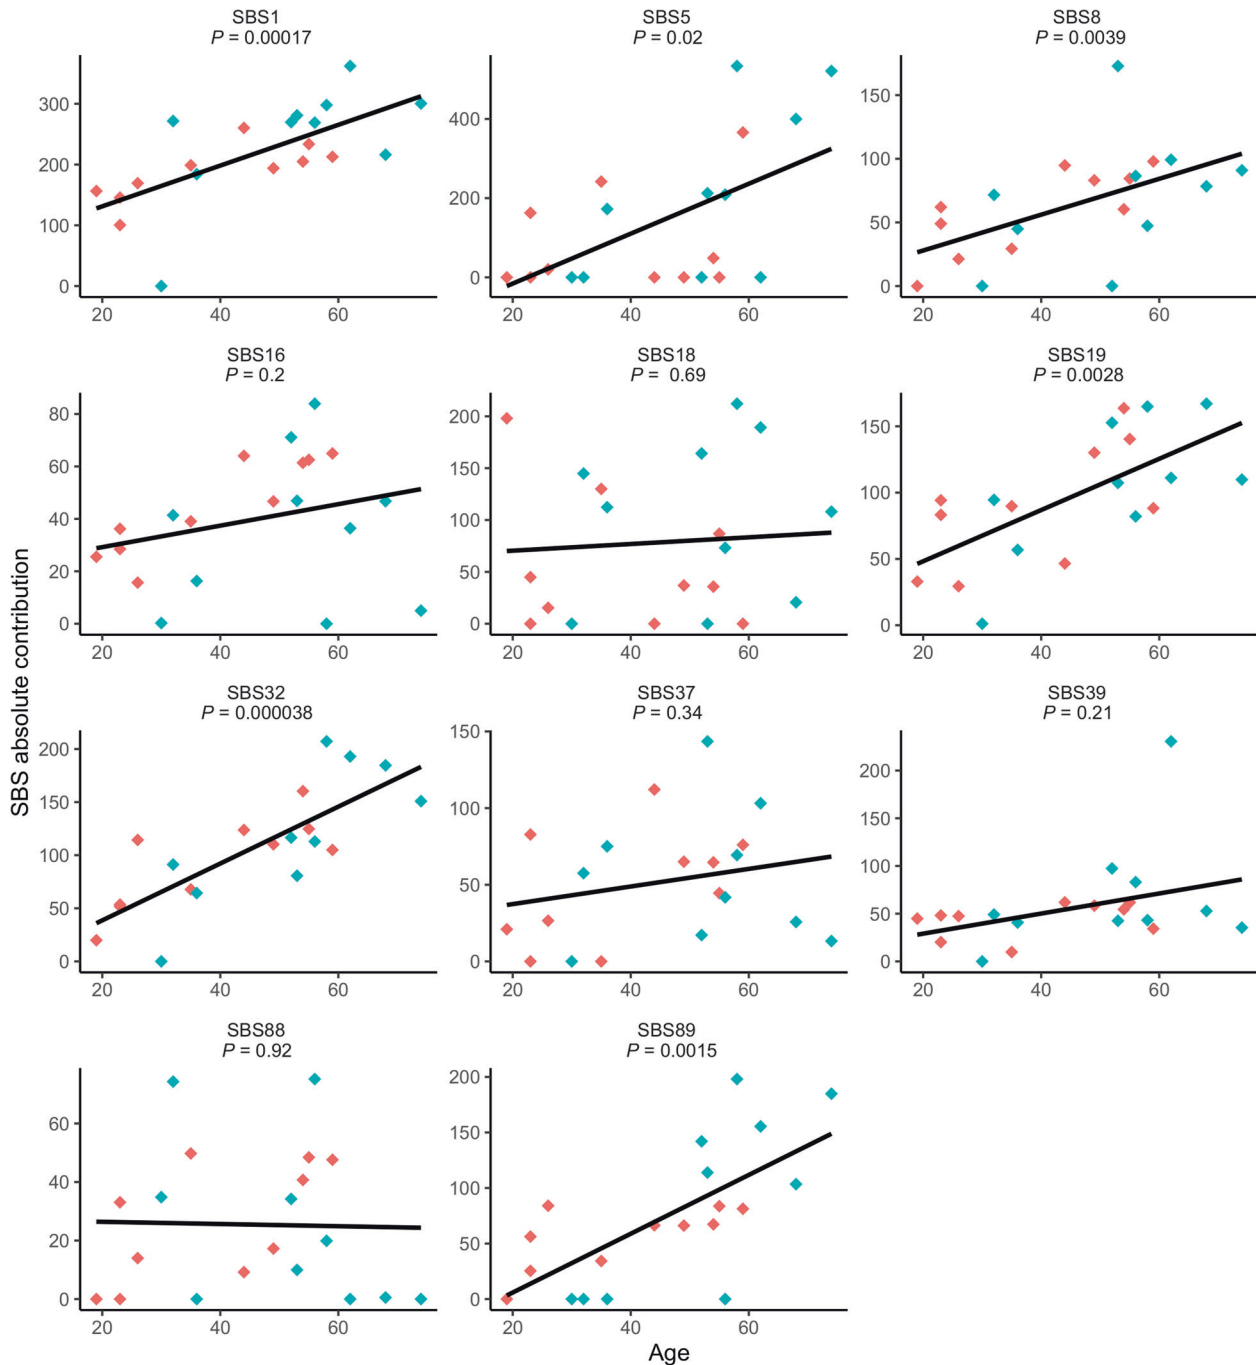 SBS1
P = 0.00017
SBS5
P = 0.02
SBS8
P = 0.0039
300
200
100
0
20 40 60
400
200
0
20 40 60
150
100
50
0
20 40 60
SBS16
P = 0.2
SBS18
P = 0.69
SBS19
P = 0.0028
80
60
40
20
0
20 40 60
200
150
100
50
0
20 40 60
150
100
50
0
20 40 60
SBS absolute contribution
SBS32
P = 0.000038
SBS37
P = 0.34
SBS39
P = 0.21
200
150
100
50
0
20 40 60
150
100
50
0
20 40 60
200
150
100
50
0
20 40 60
SBS88
P = 0.92
SBS89
P = 0.0015
60
40
20
0
20 40 60
200
150
100
50
0
20 40 60
Age